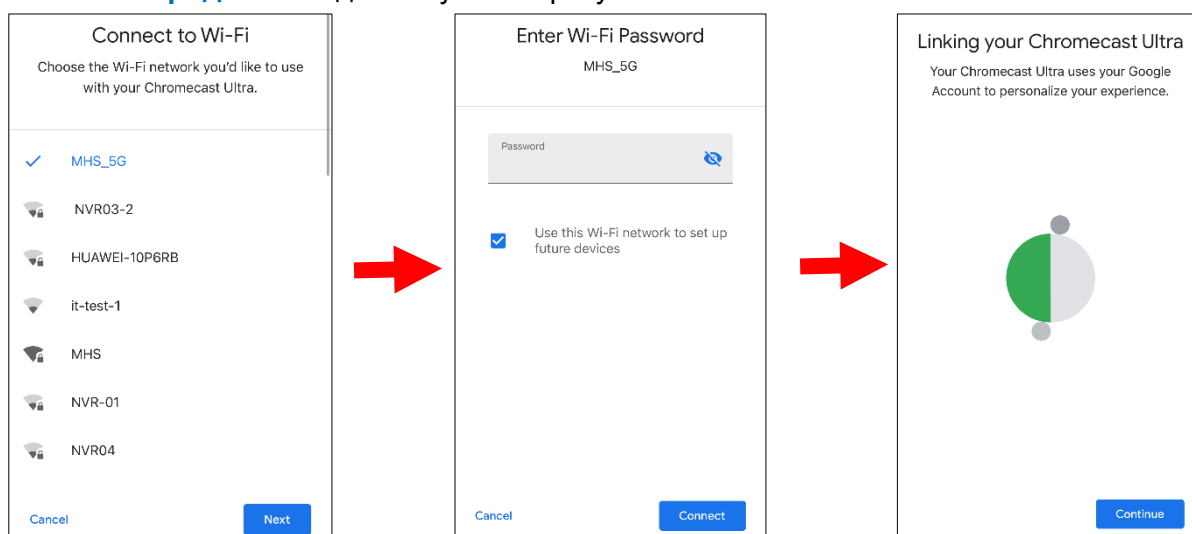 Connect to Wi-Fi
Choose the Wi-Fi network you'd like to use
with your Chromecast Ultra.
MHS_5G
NVR03-2
HUAWEI-10P6RB
it-test-1
MHS
NVR-01
NVR04
Cancel
Next
Enter Wi-Fi Password
MHS_5G
Password
Use this Wi-Fi network to set up
future devices
Cancel
Connect
Linking your Chromecast Ultra
Your Chromecast Ultra uses your Google
Account to personalize your experience.
Continue